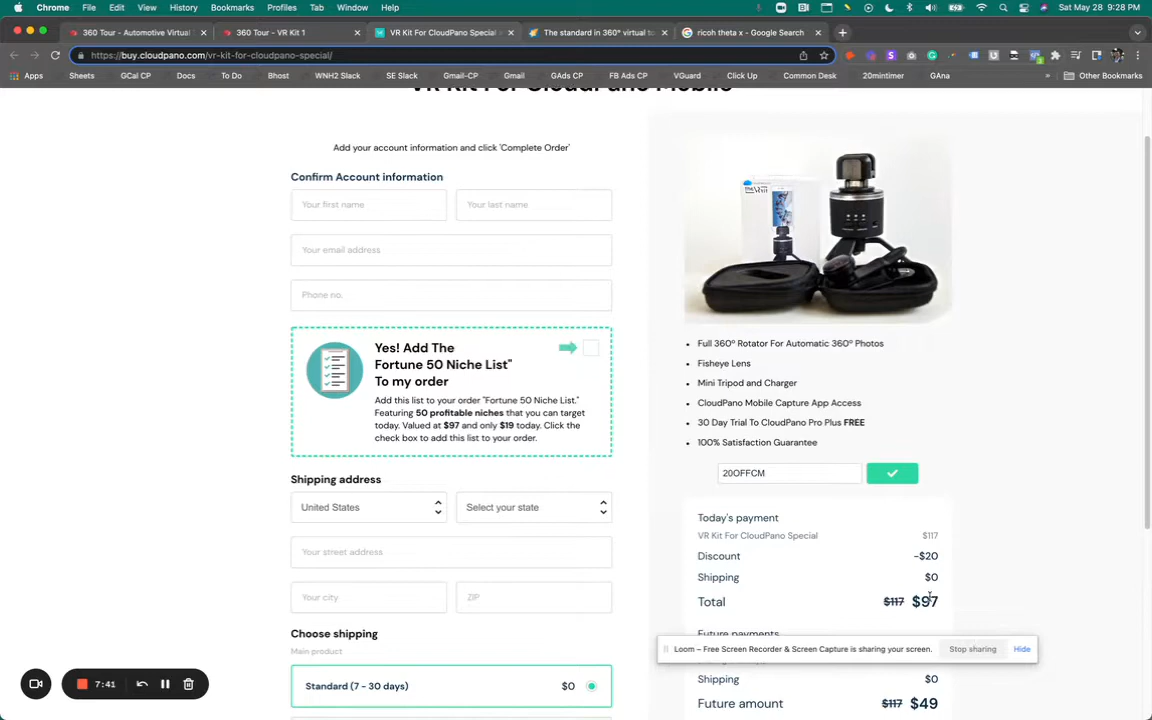 Chrome File Edit View History Bookmarks Profiles Tab Window Help Sat May 28 9:28 PM
360 Tour - Automotive Virtual
360 Tour - VR Kit 1
VR Kit For CloudPano Special
The standard in 360º virtual to
ricoh theta x - Google Search
https://buy.cloudpano.com/vr-kit-for-cloudpano-special/
Apps Sheets GCal CP Docs To Do Bhost WNH2 Slack SE Slack Gmail-CP Gmail GAds CP FB Ads CP VGuard Click Up Common Desk 20mintimer GAna » Other Bookmarks
VR Kit For CloudPano Mobile
Add your account information and click 'Complete Order'
Confirm Account information
Your first name
Your last name
Your email address
Phone no.
Yes! Add The
Fortune 50 Niche List"
To my order
Add this list to your order "Fortune 50 Niche List."
Featuring 50 profitable niches that you can target
today. Valued at $97 and only $19 today. Click the
check box to add this list to your order.
Shipping address
United States
Select your state
Your street address
Your city
ZIP
Choose shipping
Main product
Standard (7 - 30 days) $0
Full 360º Rotator For Automatic 360º Photos
Fisheye Lens
Mini Tripod and Charger
CloudPano Mobile Capture App Access
30 Day Trial To CloudPano Pro Plus FREE
100% Satisfaction Guarantee
20OFFCM
Today's payment
VR Kit For CloudPano Special $117
Discount -$20
Shipping $0
Total $117 $97
Future payments
Loom – Free Screen Recorder & Screen Capture is sharing your screen. Stop sharing Hide
Shipping $0
Future amount $117 $49
7:41